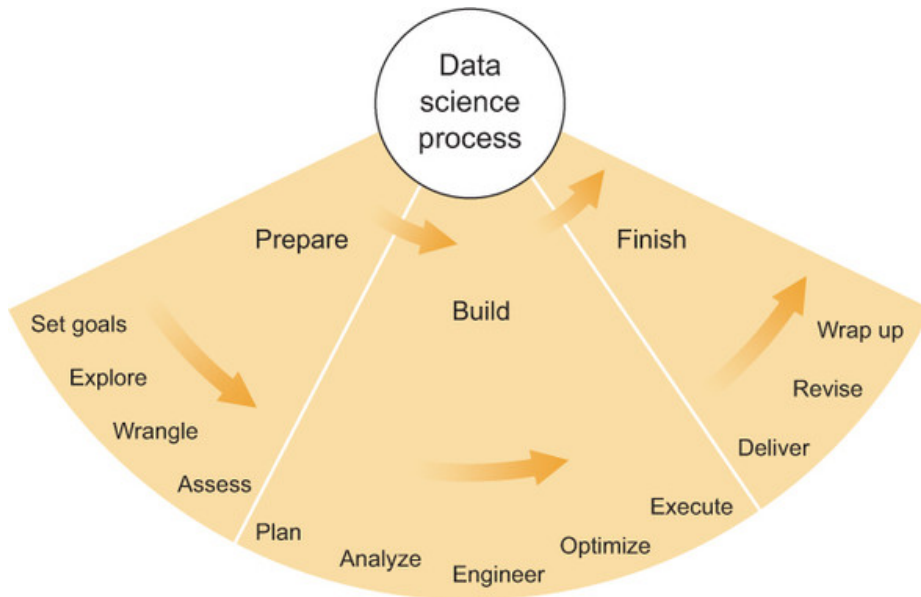 Data
science
process
Prepare
Build
Finish
Set goals
Explore
Wrangle
Assess
Plan
Analyze
Engineer
Optimize
Execute
Deliver
Revise
Wrap up